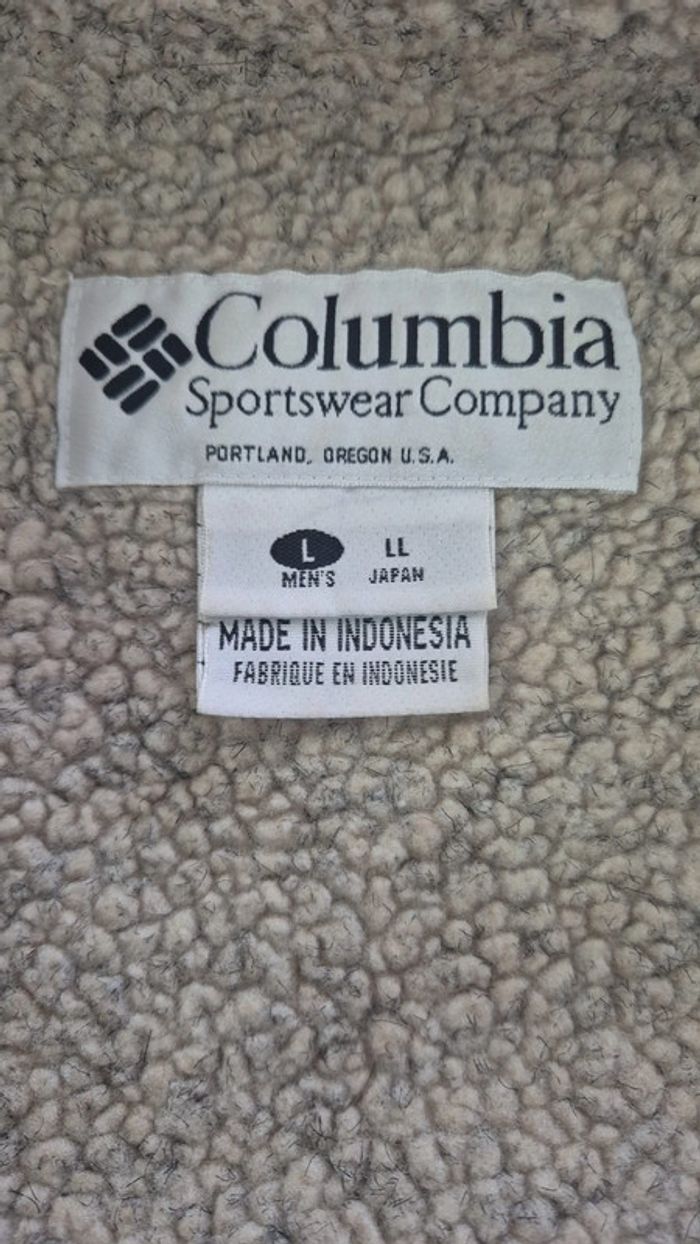 Columbia
Sportswear Company
PORTLAND, OREGON U.S.A.
L LL
MEN'S JAPAN
MADE IN INDONESIA
FABRIQUE EN INDONESIE